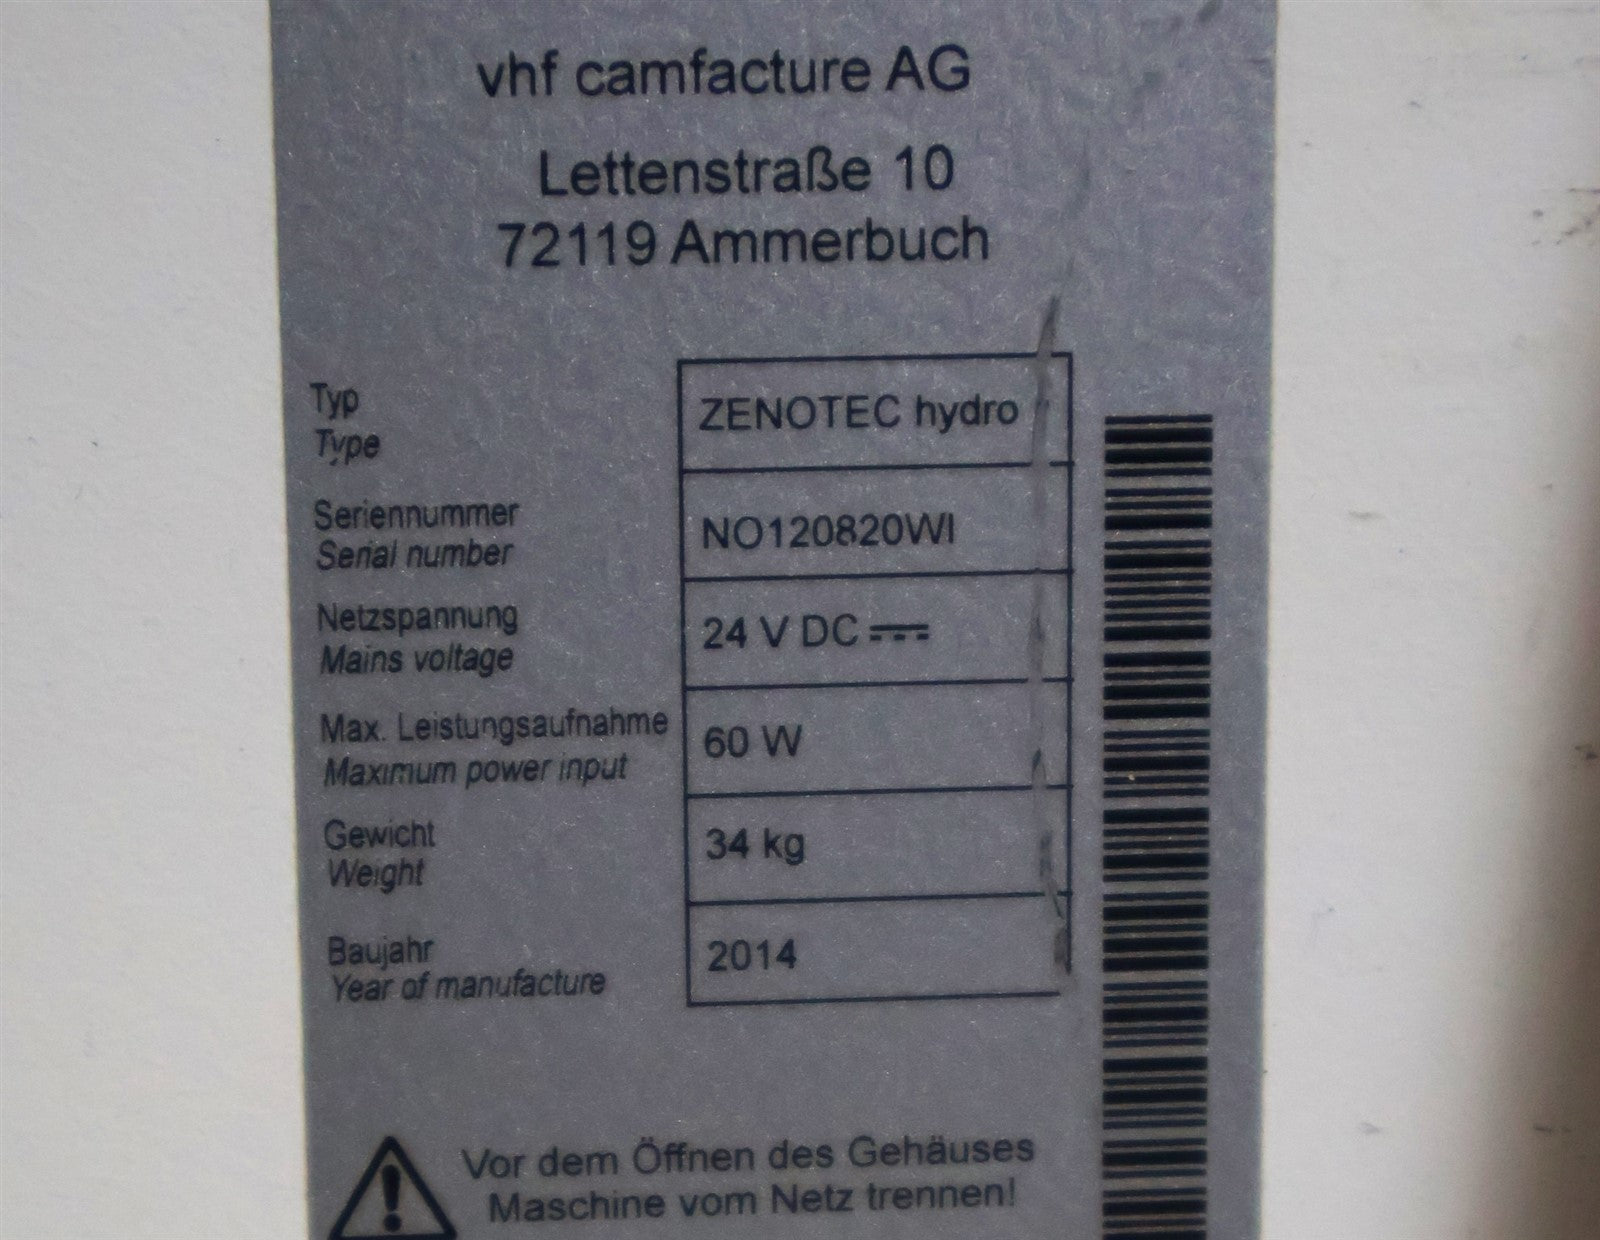 vhf camfacture AG
Lettenstraße 10
72119 Ammerbuch
Typ
Type
ZENOTEC hydro
Seriennummer
Serial number
NO120820WI
Netzspannung
Mains voltage
24 V DC
Max. Leistungsaufnahme
Maximum power input
60 W
Gewicht
Weight
34 kg
Baujahr
Year of manufacture
2014
Vor dem Öffnen des Gehäuses
Maschine vom Netz trennen!